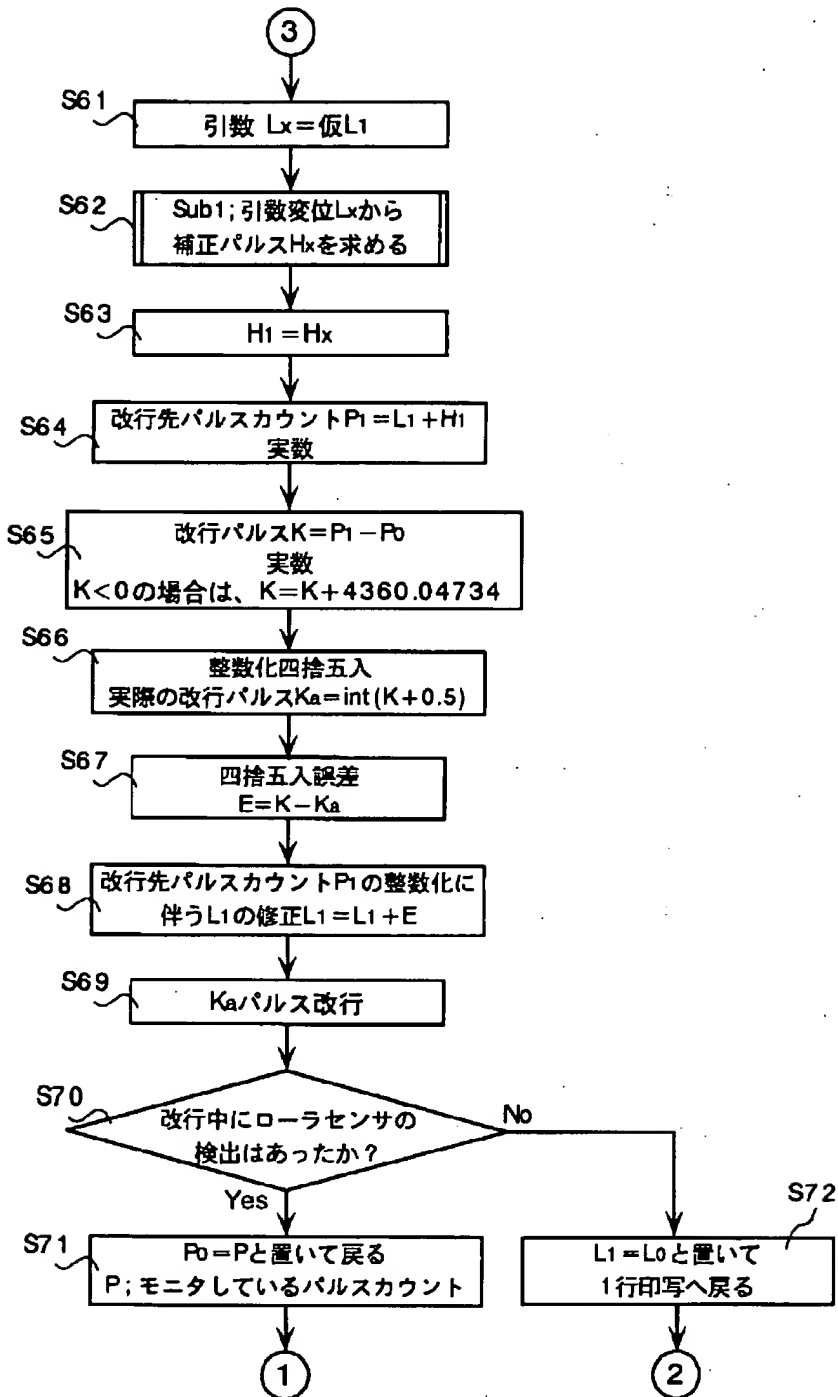 3
S61
引数 Lx=仮L1
S62
Sub1;引数変位Lxから
補正パルスHxを求める
S63
H1=Hx
S64
改行先パルスカウントP1=L1+H1
実数
S65
改行パルスK=P1-P0
実数
K<0の場合は、K=K+4360.04734
S66
整数化四捨五入
実際の改行パルスKa=int(K+0.5)
S67
四捨五入誤差
E=K-Ka
S68
改行先パルスカウントP1の整数化に
伴うL1の修正L1=L1+E
S69
Kaパルス改行
S70
改行中にローラセンサの
検出はあったか?
No
Yes
S71
P0=Pと置いて戻る
P;モニタしているパルスカウント
S72
L1=L0と置いて
1行印写へ戻る
1
2